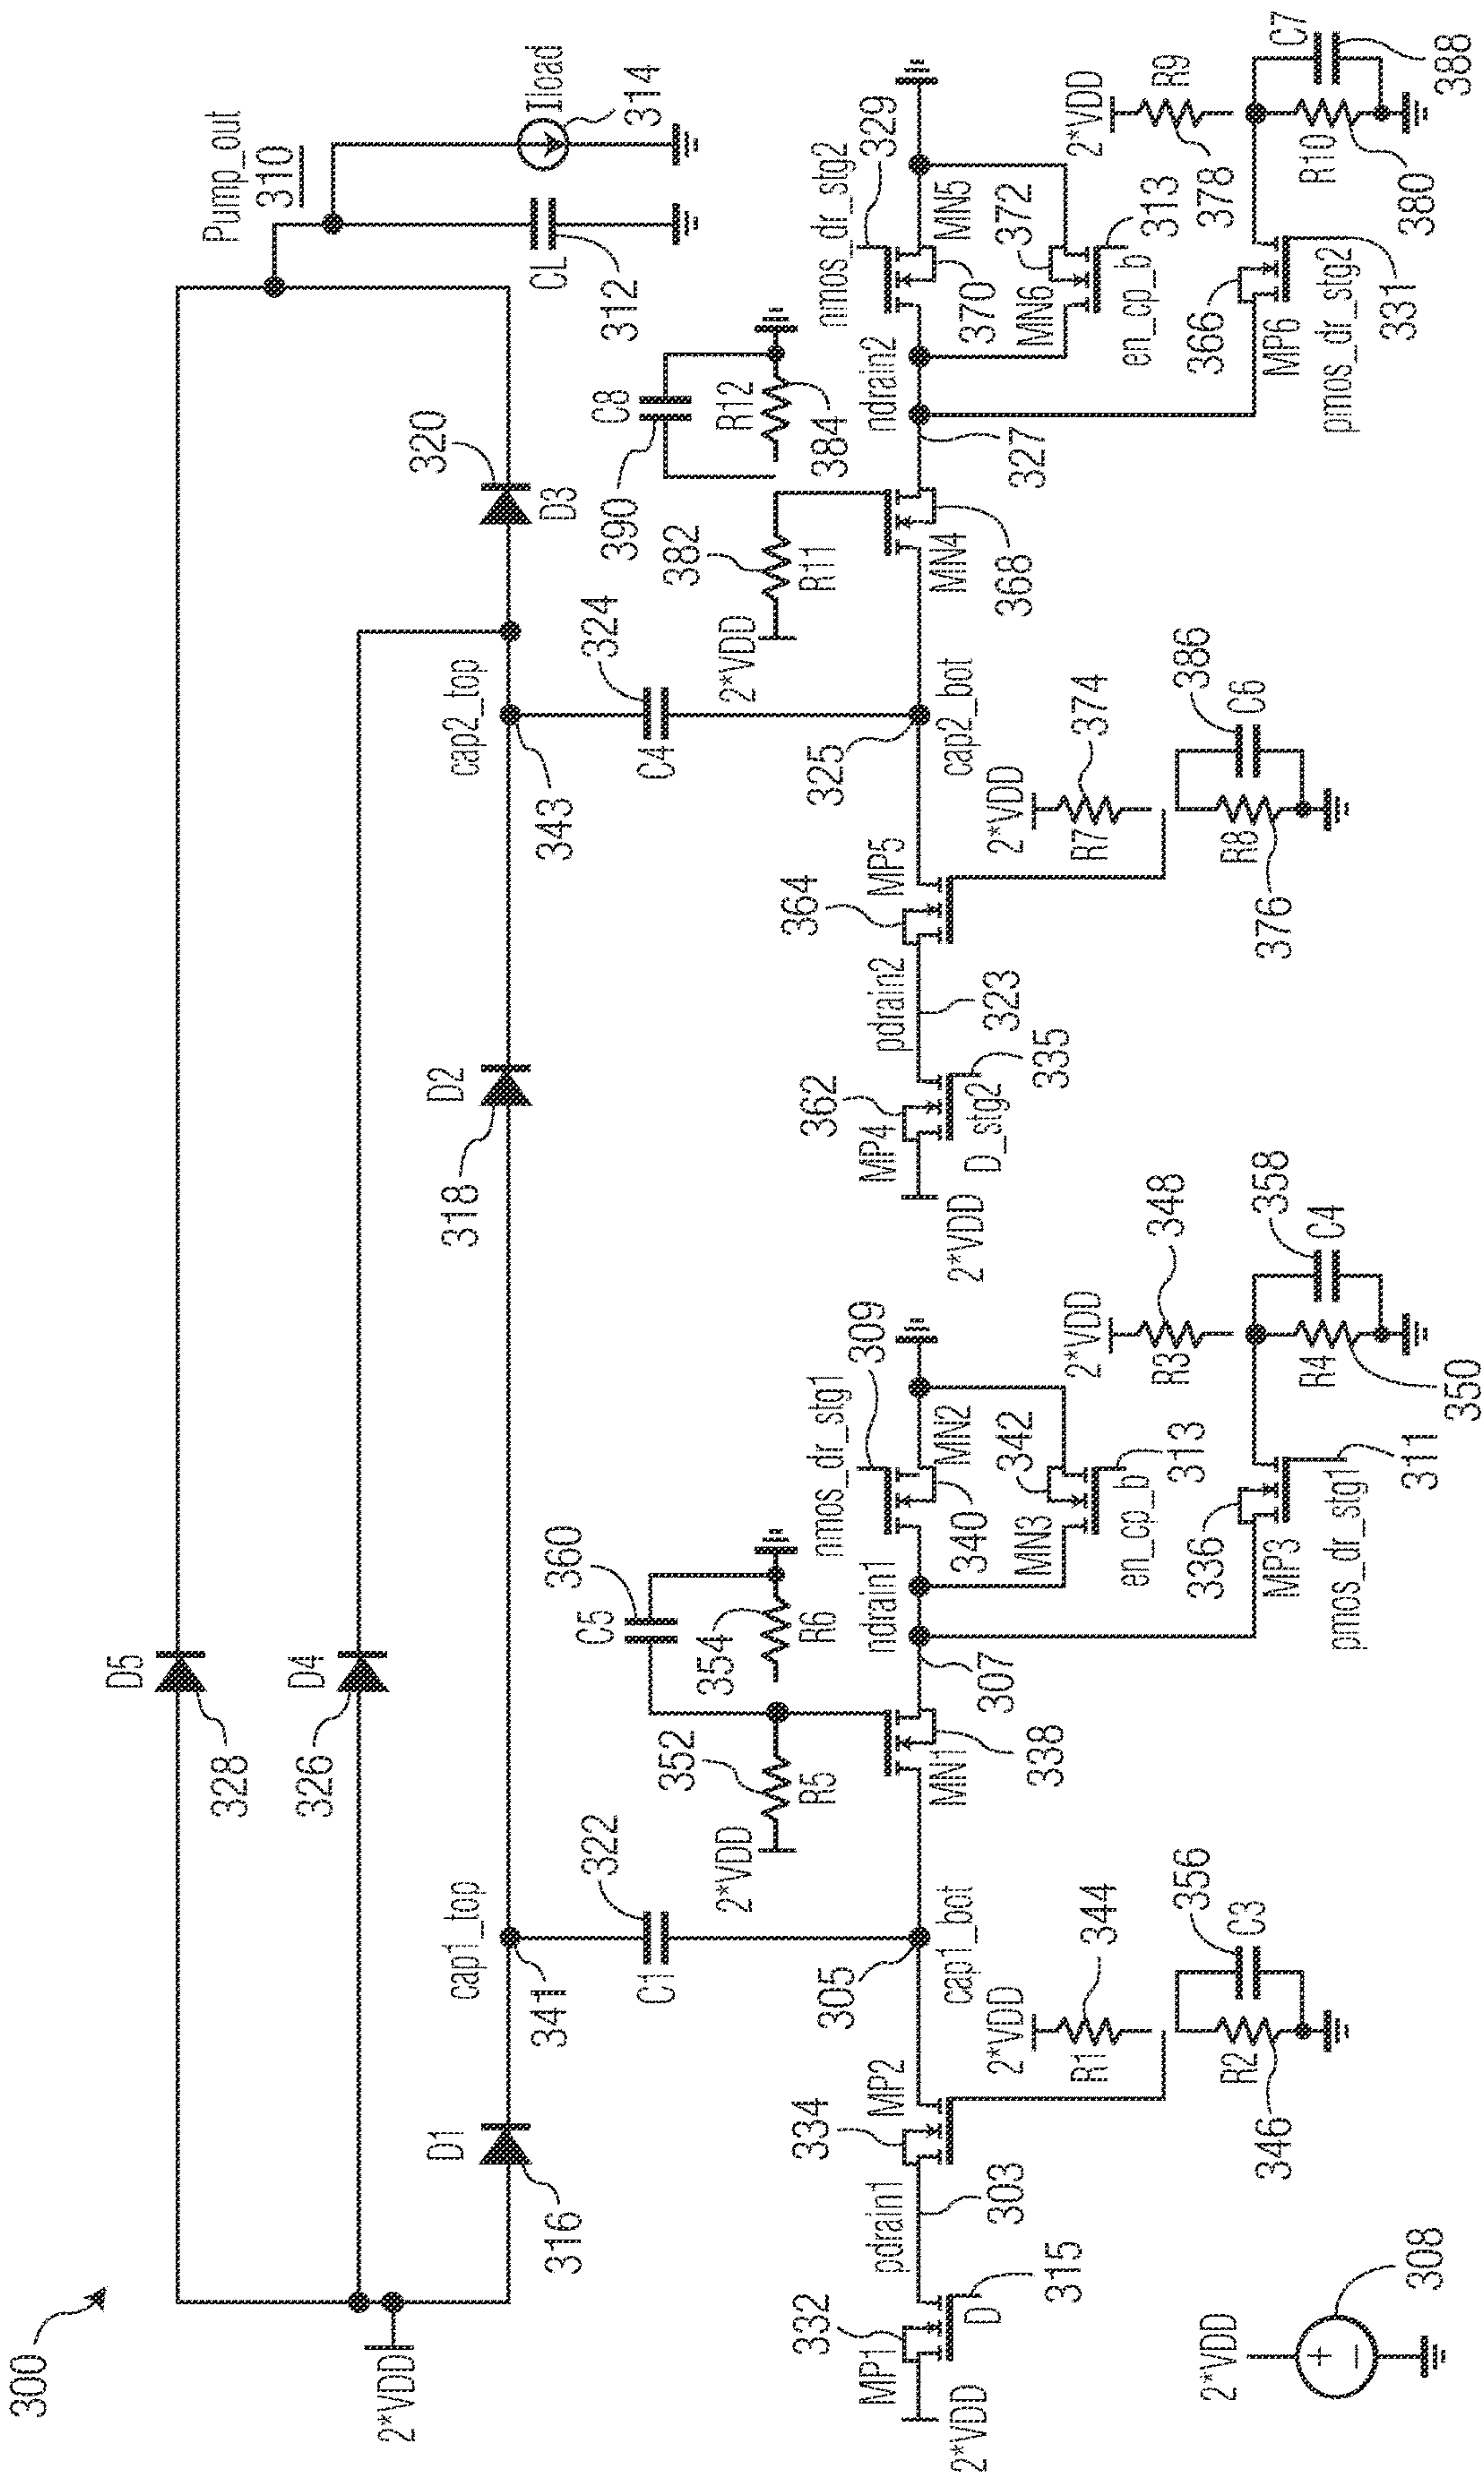 300
Pump_out
310
D5
328
D4
326
2*VDD
Iload
314
CL
312
D1
316
cap1_top
341
D2
318
cap2_top
343
D3
320
C1
322
C4
324
C5
360
354
R6
352
R5
2*VDD
C8
390
R12
384
382
R11
2*VDD
332
MP1
2*VDD
D
315
pdrain1
303
334
MP2
305
cap1_bot
MN1
338
ndrain1
307
nmos_dr_stg1
309
MN2
340
MN3
342
en_cp_b
313
362
MP4
2*VDD
D_stg2
335
pdrain2
323
364
MP5
325
cap2_bot
MN4
368
ndrain2
327
nmos_dr_stg2
329
MN5
370
MN6
372
en_cp_b
313
2*VDD
308
2*VDD
R1
344
R2
346
356
C3
336
MP3
pmos_dr_stg1
311
2*VDD
R3
348
R4
350
358
C4
2*VDD
R7
374
R8
376
386
C6
366
MP6
pmos_dr_stg2
331
2*VDD
R9
378
R10
380
C7
388